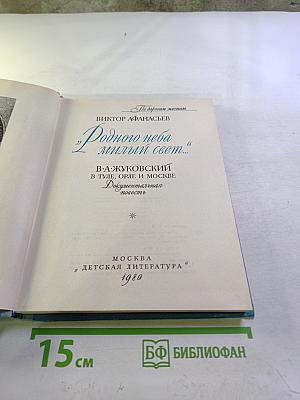 По дорогим местам
ВИКТОР АФАНАСЬЕВ
„Родного неба
милый свет...“
В·А·ЖУКОВСКИЙ
В ТУЛЕ, ОРЛЕ И МОСКВЕ
Документальная
повесть
*
МОСКВА
„ДЕТСКАЯ ЛИТЕРАТУРА“
1980
15 см
БФ БИБЛИОФАН